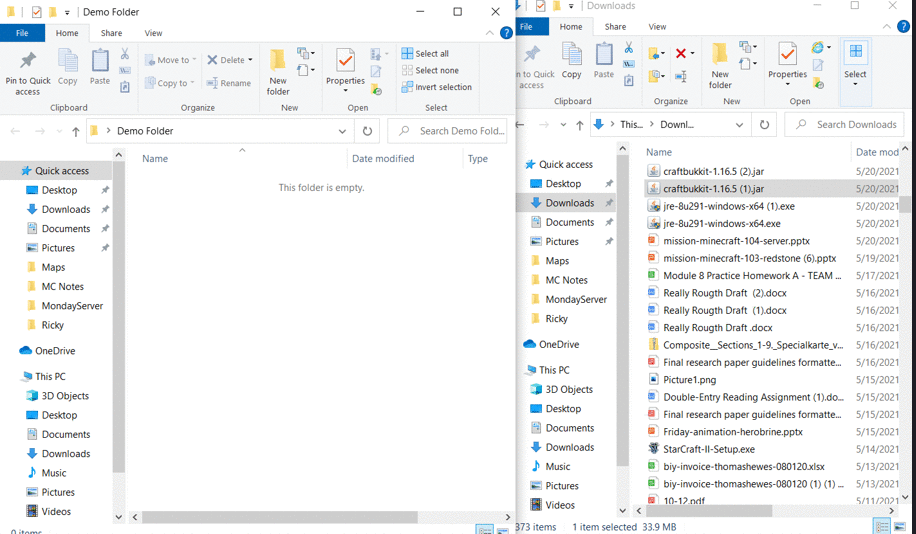 Demo Folder
File Home Share View
Pin to Quick access
Copy
Paste
Clipboard
Move to
Copy to
Delete
Rename
Organize
New folder
New
Properties
Open
Select all
Select none
Invert selection
Select
Demo Folder
Search Demo Fold...
Name Date modified Type
This folder is empty.
Quick access
Desktop
Downloads
Documents
Pictures
Maps
MC Notes
MondayServer
Ricky
OneDrive
This PC
3D Objects
Desktop
Documents
Downloads
Music
Pictures
Videos
0 items
Downloads
File Home Share View
in to Quick access
Copy
Paste
Clipboard
Organize
New folder
New
Properties
Open
Select
This... Downl...
Search Downloads
Quick access
Desktop
Downloads
Documents
Pictures
Maps
MC Notes
MondayServer
Ricky
OneDrive
This PC
3D Objects
Desktop
Documents
Downloads
Music
Pictures
Videos
Name Date modi
craftbukkit-1.16.5 (2).jar 5/20/2021
craftbukkit-1.16.5 (1).jar 5/20/2021
jre-8u291-windows-x64 (1).exe 5/20/2021
jre-8u291-windows-x64.exe 5/20/2021
mission-minecraft-104-server.pptx 5/20/2021
mission-minecraft-103-redstone (6).pptx 5/19/2021
Module 8 Practice Homework A - TEAM ... 5/17/2021
Really Rougth Draft (2).docx 5/16/2021
Really Rougth Draft (1).docx 5/16/2021
Really Rougth Draft .docx 5/16/2021
Composite__Sections_1-9._Specialkarte_v... 5/16/2021
Final research paper guidelines formatte... 5/16/2021
Picture1.png 5/15/2021
Double-Entry Reading Assignment (1).do... 5/15/2021
Final research paper guidelines formatte... 5/15/2021
Friday-animation-herobrine.pptx 5/15/2021
StarCraft-II-Setup.exe 5/14/2021
biy-invoice-thomashewes-080120.xlsx 5/13/2021
biy-invoice-thomashewes-080120 (1) (1) ... 5/13/2021
10-12.pdf 5/11/2021
373 items 1 item selected 33.9 MB